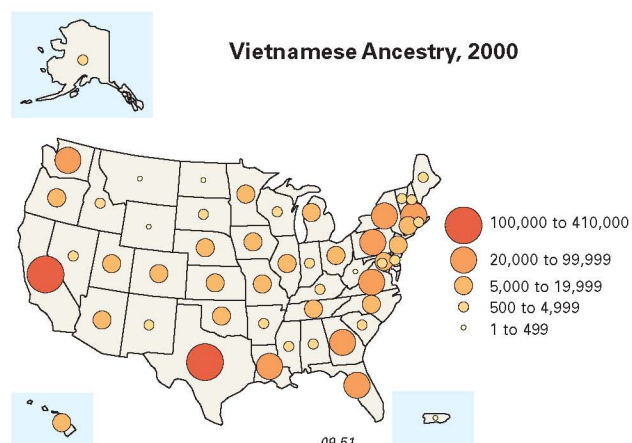 Vietnamese Ancestry, 2000
100,000 to 410,000
20,000 to 99,999
5,000 to 19,999
500 to 4,999
1 to 499
09.51